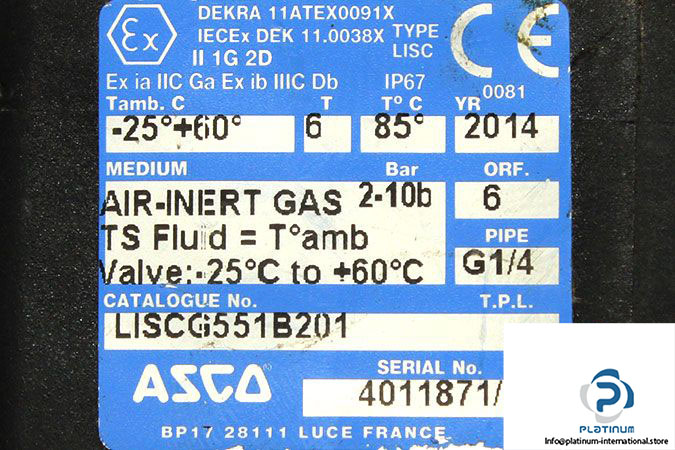 Ex
DEKRA 11ATEX0091X
IECEx DEK 11.0038X
TYPE
LISC
II 1G 2D
CE
Ex ia IIC Ga Ex ib IIIC Db
IP67
0081
Tamb. C
T
T° C
YR
-25°+60°
6
85°
2014
MEDIUM
Bar
ORF.
AIR-INERT GAS
2-10b
6
TS Fluid = T°amb
PIPE
Valve:-25°C to +60°C
G1/4
CATALOGUE No.
T.P.L.
LISCG551B201
ASCO
SERIAL No.
4011871/
BP17 28111 LUCE FRANCE
PLATINUM
info@platinum-international.store